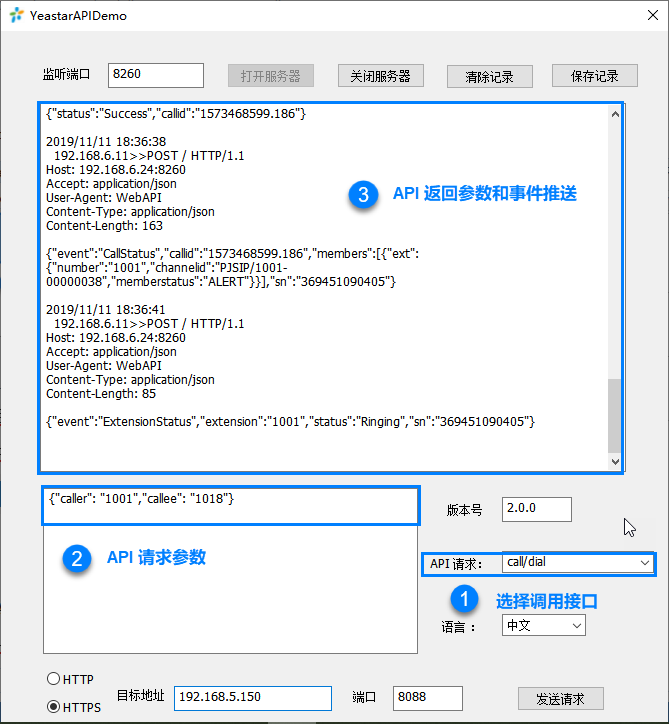 YeastarAPIDemo
监听端口 8260 打开服务器 关闭服务器 清除记录 保存记录
{"status":"Success","callid":"1573468599.186"}
2019/11/11 18:36:38
192.168.6.11>>POST / HTTP/1.1
Host: 192.168.6.24:8260
Accept: application/json
User-Agent: WebAPI
Content-Type: application/json
Content-Length: 163
3 API 返回参数和事件推送
{"event":"CallStatus","callid":"1573468599.186","members":[{"ext":
{"number":"1001","channelid":"PJSIP/1001-
00000038","memberstatus":"ALERT"}}],"sn":"369451090405"}
2019/11/11 18:36:41
192.168.6.11>>POST / HTTP/1.1
Host: 192.168.6.24:8260
Accept: application/json
User-Agent: WebAPI
Content-Type: application/json
Content-Length: 85
{"event":"ExtensionStatus","extension":"1001","status":"Ringing","sn":"369451090405"}
{"caller": "1001","callee": "1018"}
2 API 请求参数
版本号 2.0.0
API 请求： call/dial
1 选择调用接口
语言： 中文
HTTP
HTTPS
目标地址 192.168.5.150 端口 8088 发送请求